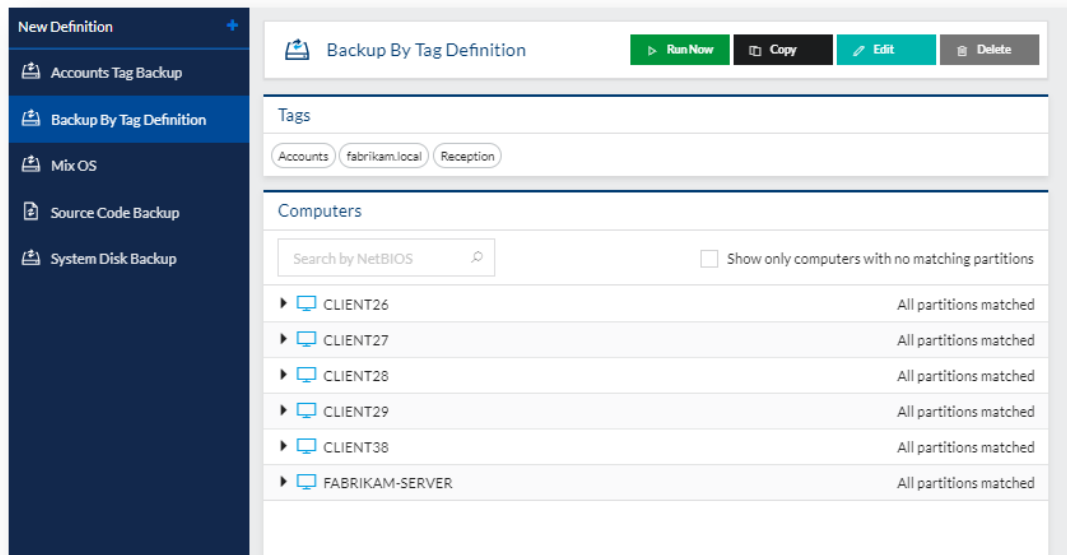 New Definition
Accounts Tag Backup
Backup By Tag Definition
Mix OS
Source Code Backup
System Disk Backup
Backup By Tag Definition
Run Now
Copy
Edit
Delete
Tags
Accounts
fabrikam.local
Reception
Computers
Search by NetBIOS
Show only computers with no matching partitions
CLIENT26 All partitions matched
CLIENT27 All partitions matched
CLIENT28 All partitions matched
CLIENT29 All partitions matched
CLIENT38 All partitions matched
FABRIKAM-SERVER All partitions matched